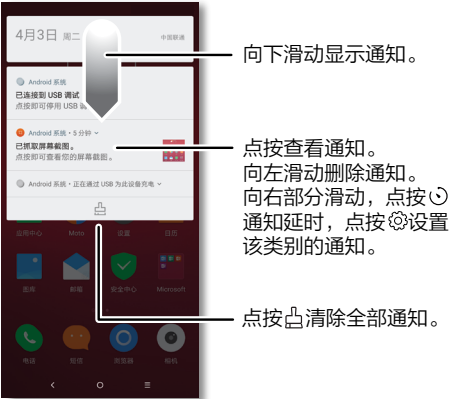 4月3日 周二
中国联通
向下滑动显示通知。
Android 系统
已连接到 USB 调试
点按即可停用 USB
Android 系统 • 5 分钟
已抓取屏幕截图。
点按即可查看您的屏幕截图。
Android 系统 • 正在通过 USB 为此设备充电
点按查看通知。
向左滑动删除通知。
向右部分滑动，点按
通知延时，点按设置
该类别的通知。
应用中心 Moto 设置 日历
图库 邮箱 安全中心 Microsoft
点按清除全部通知。
电话 短信 浏览器 相机